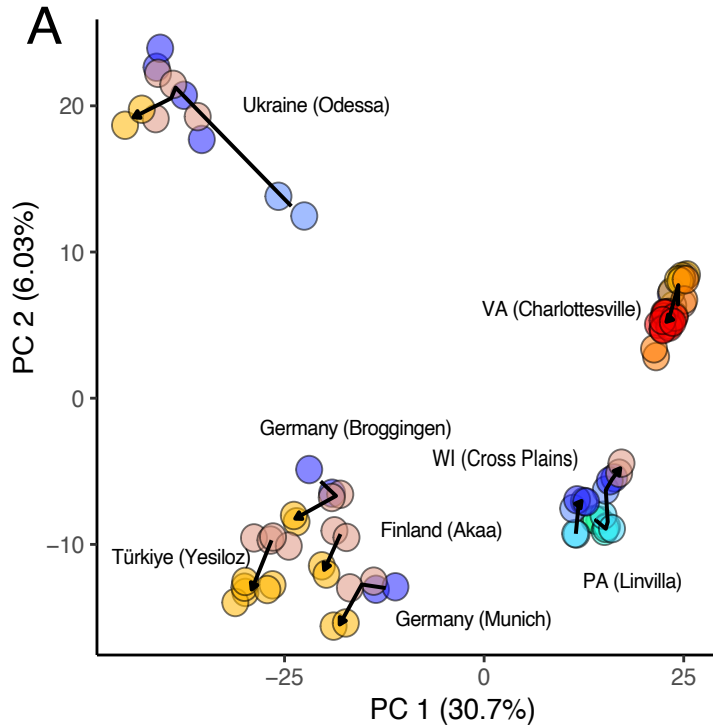 A
20
Ukraine (Odessa)
10
VA (Charlottesville)
PC 2 (6.03%)
0
Germany (Broggingen)
WI (Cross Plains)
−10
Finland (Akaa)
Türkiye (Yesiloz)
PA (Linvilla)
Germany (Munich)
−25
0
25
PC 1 (30.7%)